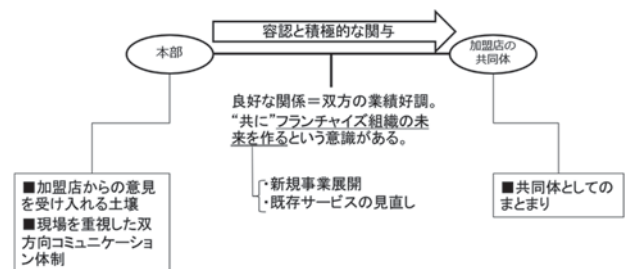 容認と積極的な関与
本部
加盟店の
共同体
良好な関係＝双方の業績好調。
“共に”フランチャイズ組織の未
来を作るという意識がある。
・新規事業展開
・既存サービスの見直し
■加盟店からの意見
を受け入れる土壌
■現場を重視した双
方向コミュニケーション
体制
■共同体としての
まとまり